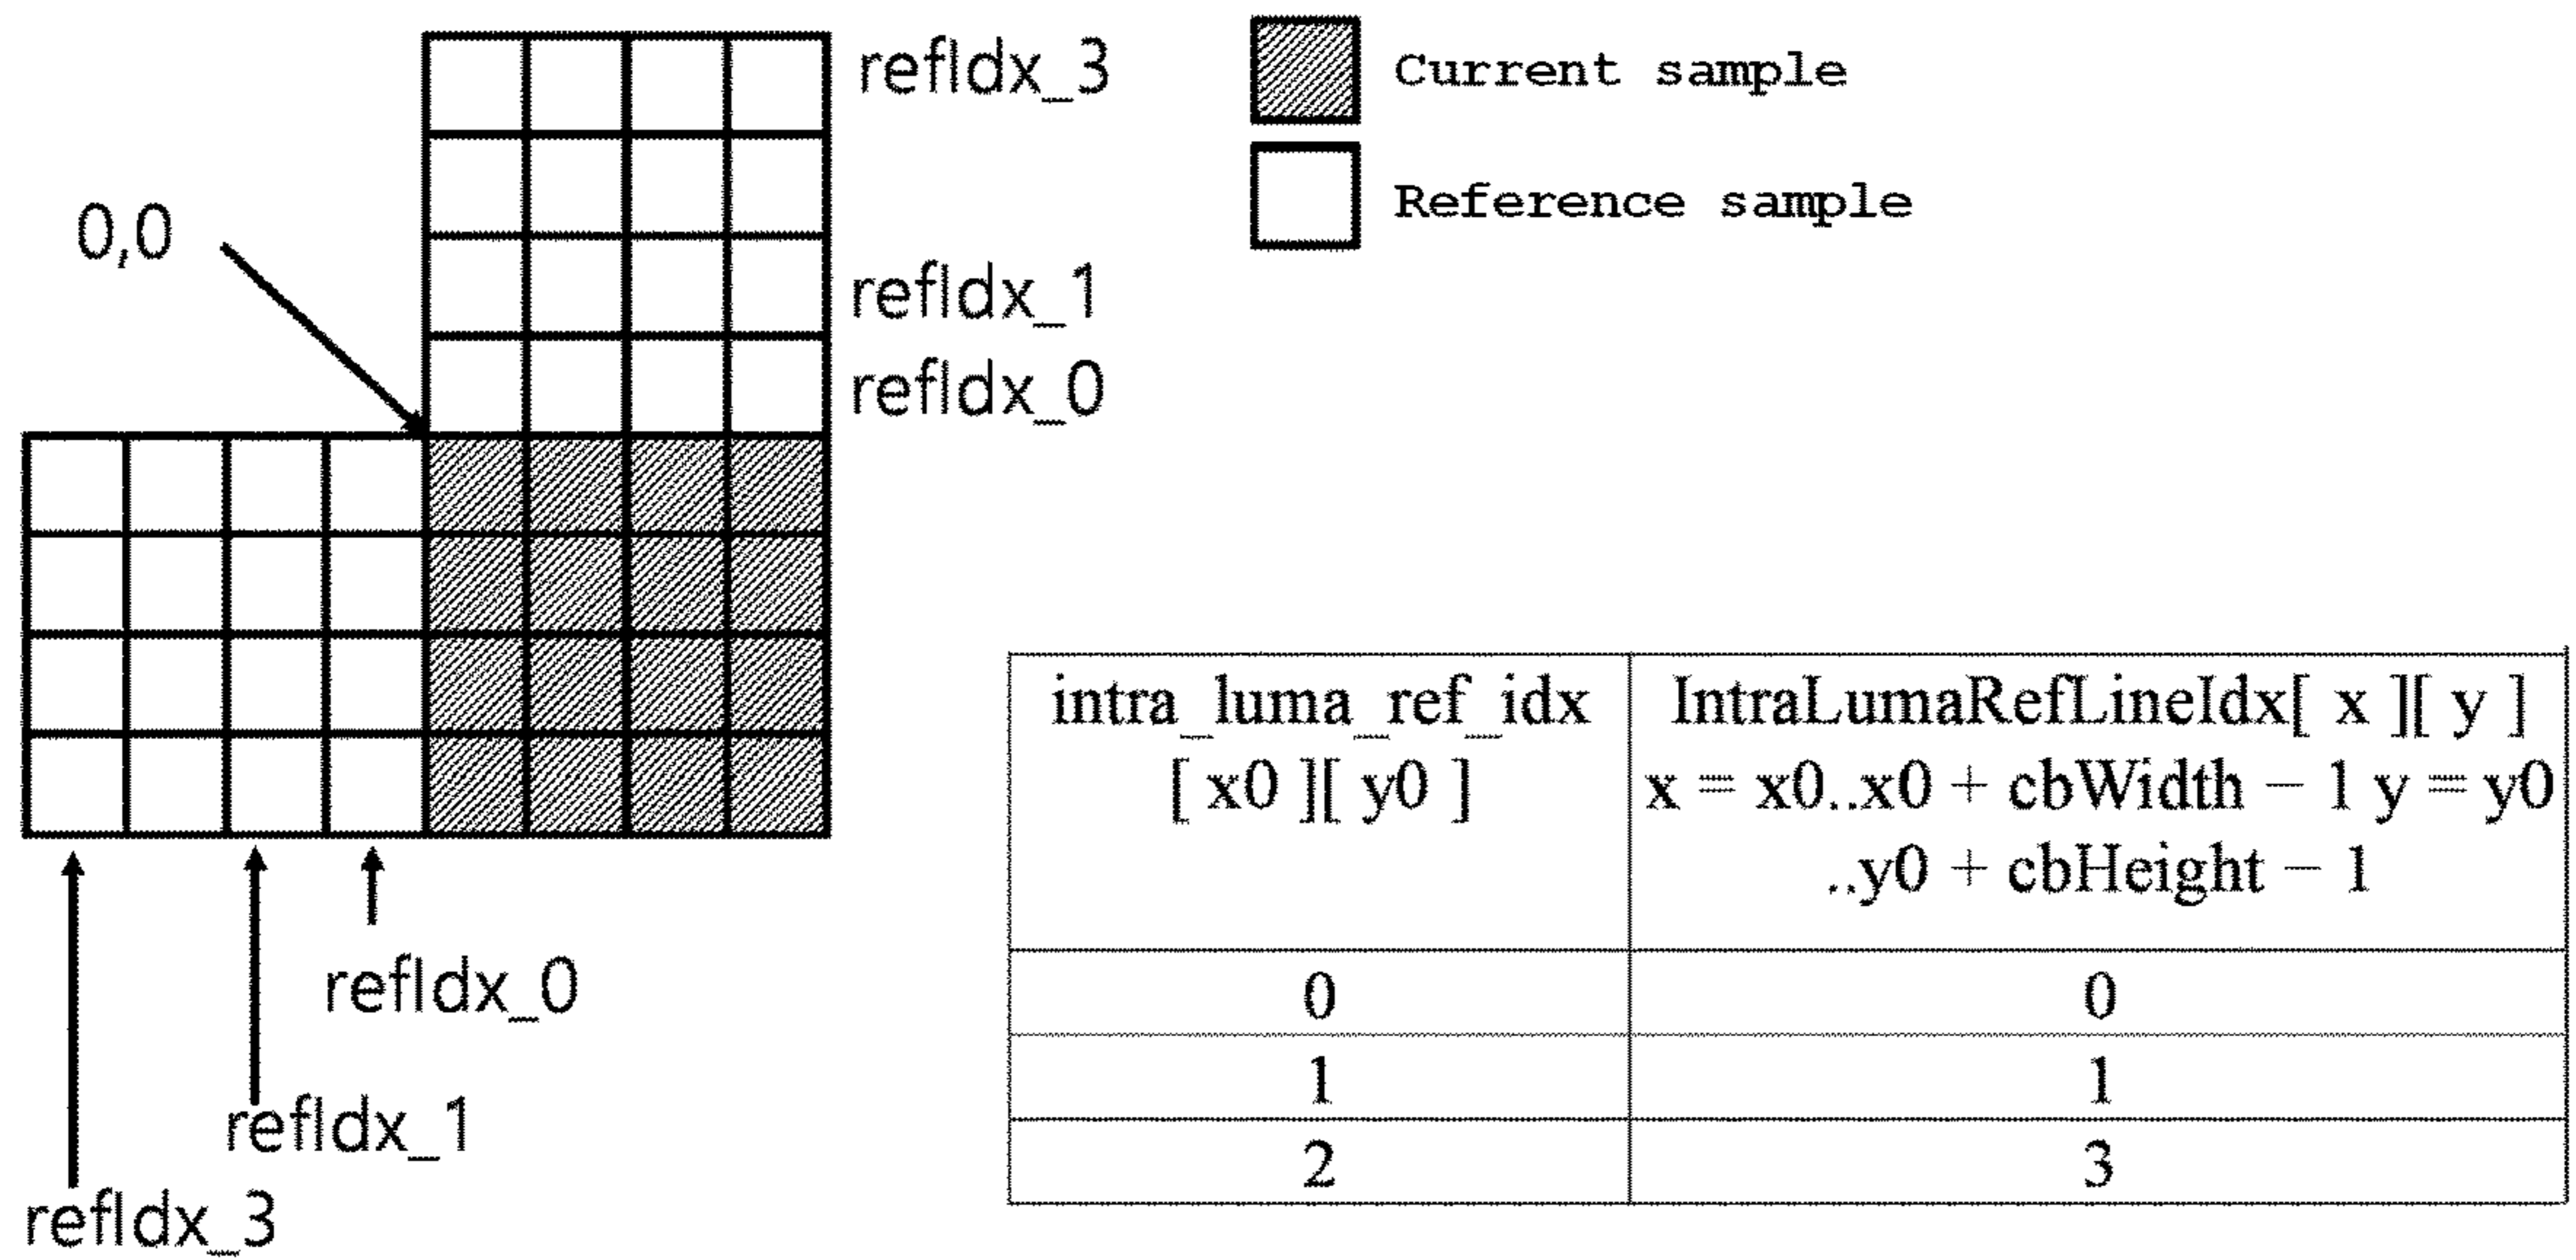 refIdx_3
Current sample
Reference sample
0,0
refIdx_1
refIdx_0
intra_luma_ref_idx
[ x0 ][ y0 ]
IntraLumaRefLineIdx[ x ][ y ]
x = x0..x0 + cbWidth − 1 y = y0
..y0 + cbHeight − 1
0
0
1
1
2
3
refIdx_0
refIdx_1
refIdx_3